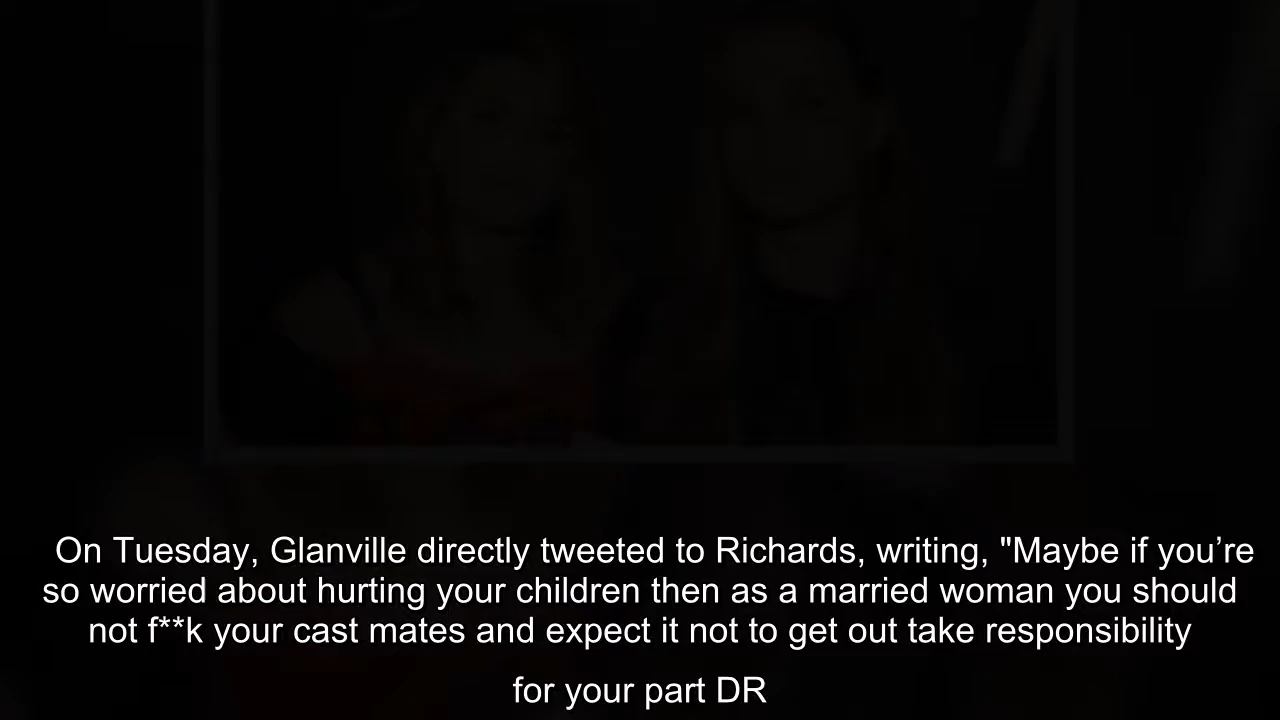 On Tuesday, Glanville directly tweeted to Richards, writing, "Maybe if you’re
so worried about hurting your children then as a married woman you should
not f**k your cast mates and expect it not to get out take responsibility
for your part DR